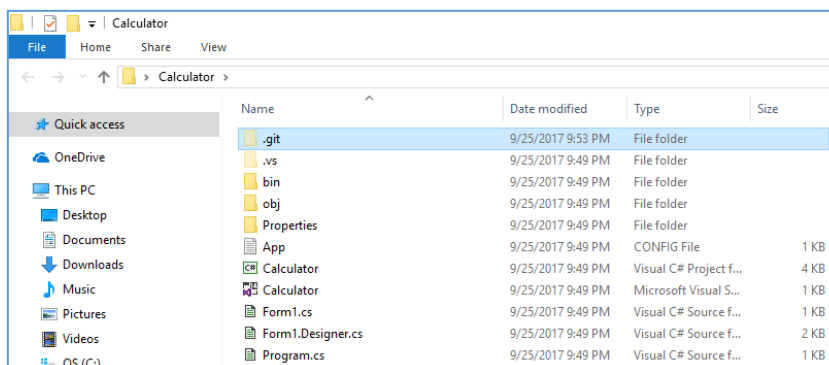 Calculator
File Home Share View
Calculator
Name Date modified Type Size
Quick access
OneDrive
This PC
Desktop
Documents
Downloads
Music
Pictures
Videos
OS (C:)
.git 9/25/2017 9:53 PM File folder
.vs 9/25/2017 9:49 PM File folder
bin 9/25/2017 9:49 PM File folder
obj 9/25/2017 9:49 PM File folder
Properties 9/25/2017 9:49 PM File folder
App 9/25/2017 9:49 PM CONFIG File 1 KB
C# Calculator 9/25/2017 9:49 PM Visual C# Project f... 4 KB
Calculator 9/25/2017 9:49 PM Microsoft Visual S... 1 KB
Form1.cs 9/25/2017 9:49 PM Visual C# Source f... 1 KB
Form1.Designer.cs 9/25/2017 9:49 PM Visual C# Source f... 2 KB
Program.cs 9/25/2017 9:49 PM Visual C# Source f... 1 KB